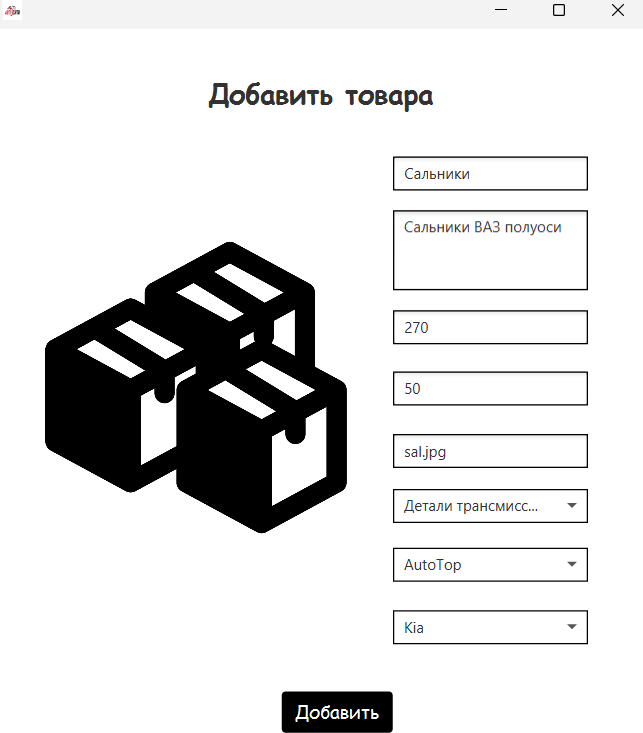 Добавить товара
Сальники
Сальники ВАЗ полуоси
270
50
sal.jpg
Детали трансмисс...
AutoTop
Kia
Добавить